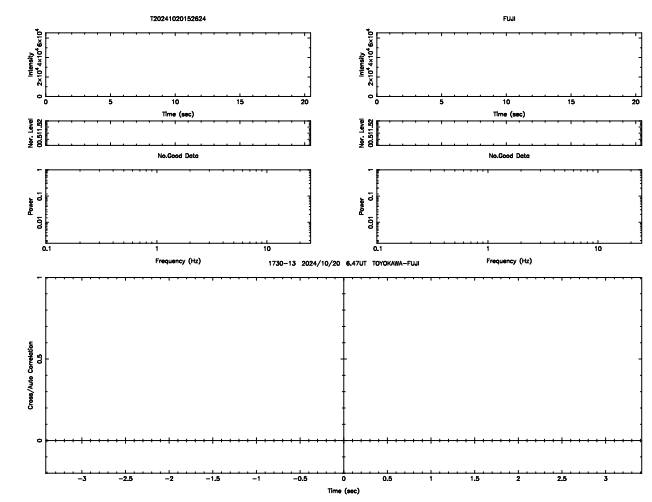 T20241020152624 FUJI
Intensity 0 2×10⁴ 4×10⁴ 6×10⁴ Intensity 0 2×10⁴ 4×10⁴ 6×10⁴
0 5 10 15 20 0 5 10 15 20
Time (sec) Time (sec)
Nor. Level 00.511.52 Nor. Level 00.511.52
No.Good Data No.Good Data
Power 0.01 0.1 1 Power 0.01 0.1 1
0.1 1 10 0.1 1 10
Frequency (Hz) Frequency (Hz)
1730-13 2024/10/20 6.47UT TOYOKAWA-FUJI
Cross/Auto Correlation 0 0.5 1
-3 -2.5 -2 -1.5 -1 -0.5 0 0.5 1 1.5 2 2.5 3
Time (sec)